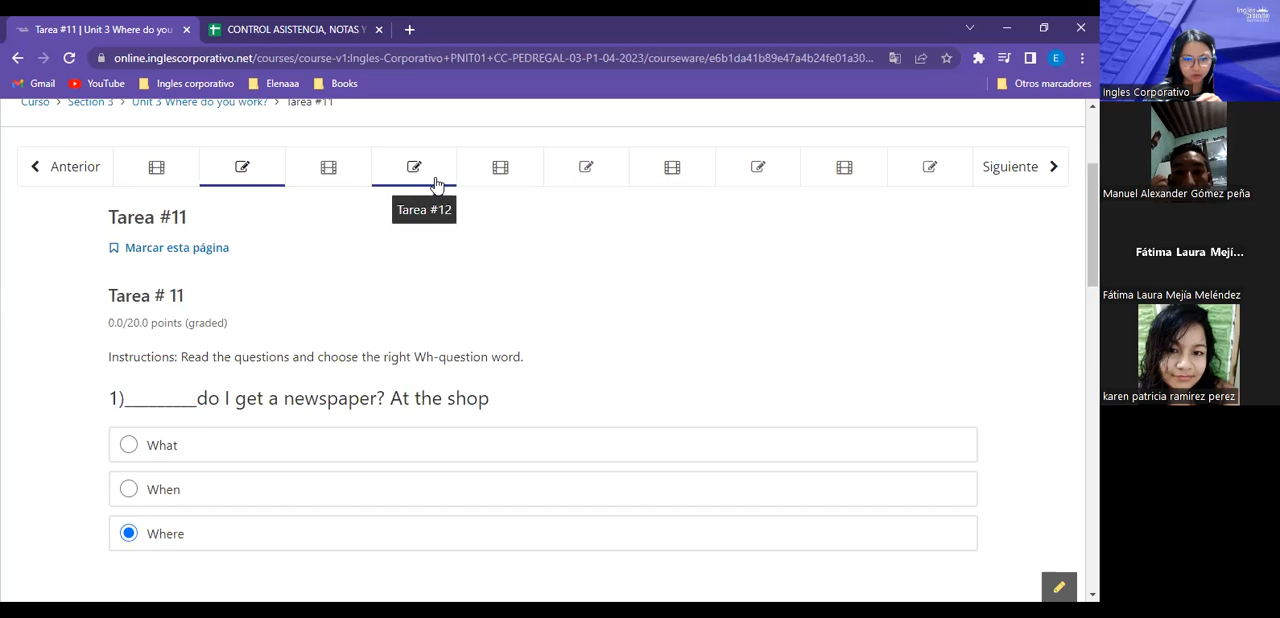 Tarea #11 | Unit 3 Where do you
CONTROL ASISTENCIA, NOTAS Y
online.inglescorporativo.net/courses/course-v1:Ingles-Corporativo+PNIT01+CC-PEDREGAL-03-P1-04-2023/courseware/e6b1da41b89e47a4b24fe01a30...
E
Gmail
YouTube
Ingles corporativo
Elenaaa
Books
Otros marcadores
Curso
Section 3
Unit 3 Where do you work?
Tarea #11
Anterior
Siguiente
Tarea #12
Tarea #11
Marcar esta página
Tarea # 11
0.0/20.0 points (graded)
Instructions: Read the questions and choose the right Wh-question word.
1)_________do I get a newspaper? At the shop
What
When
Where
Ingles Corporativo
Manuel Alexander Gómez peña
Fátima Laura Mejí...
Fátima Laura Mejía Meléndez
karen patricia ramirez perez